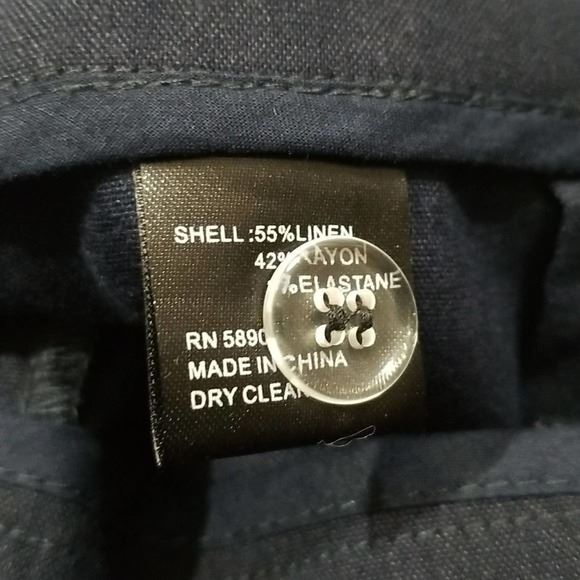 SHELL :55%LINEN
42% RAYON
% ELASTANE
RN 5890
MADE IN CHINA
DRY CLEAN